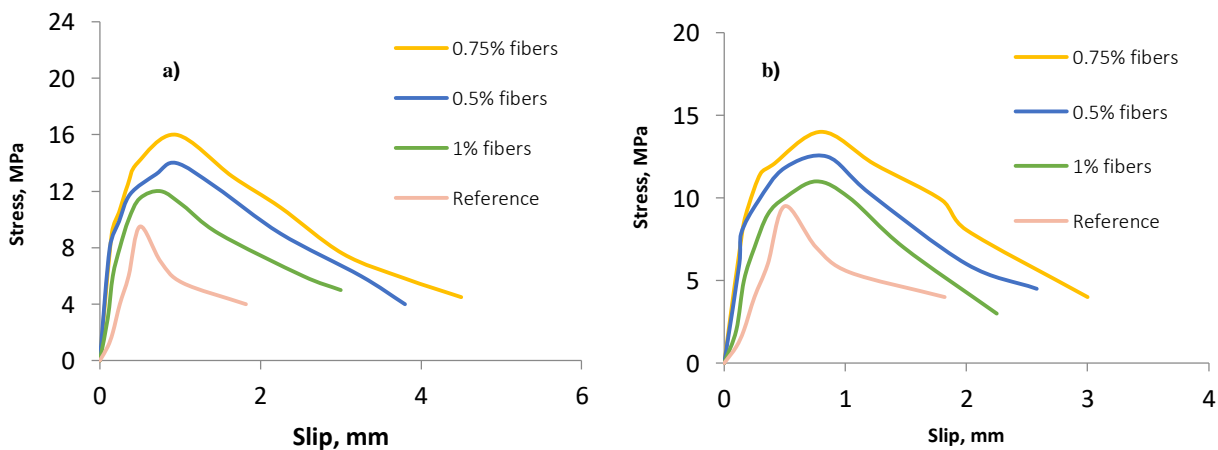 24
20
16
12
8
4
0
Stress, MPa
a)
0.75% fibers
0.5% fibers
1% fibers
Reference
0
2
4
6
Slip, mm
20
15
10
5
0
Stress, MPa
b)
0.75% fibers
0.5% fibers
1% fibers
Reference
0
1
2
3
4
Slip, mm